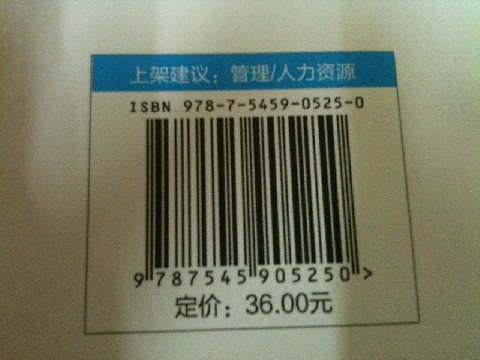 上架建议：管理/人力资源
ISBN 978-7-5459-0525-0
9 787545 905250 >
定价：36.00元